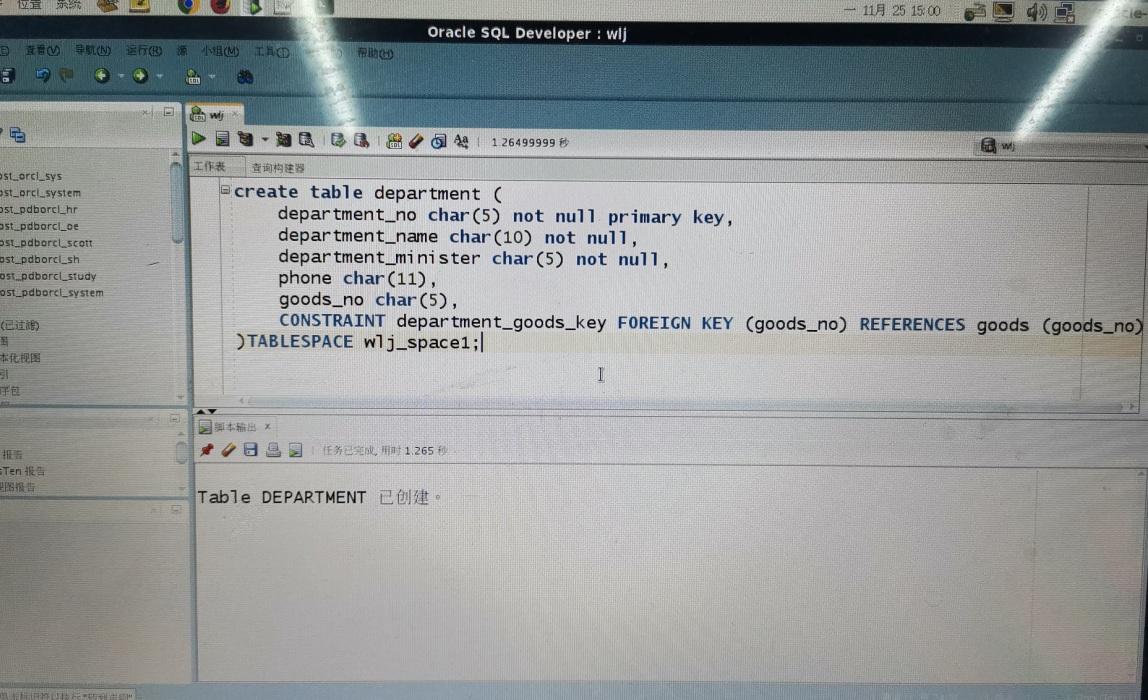 位置 系统
一 11月 25 15:00
Oracle SQL Developer : wlj
查看(V) 导航(N) 运行(R) 源 小组(M) 工具(T) 帮助(H)
wlj
1.26499999 秒
wlj
工作表 查询构建器
ost_orcl_sys
ost_orcl_system
ost_pdborcl_hr
ost_pdborcl_oe
ost_pdborcl_scott
ost_pdborcl_sh
ost_pdborcl_study
ost_pdborcl_system
(已过滤)
图
本化视图
引
序包
create table department (
department_no char(5) not null primary key,
department_name char(10) not null,
department_minister char(5) not null,
phone char(11),
goods_no char(5),
CONSTRAINT department_goods_key FOREIGN KEY (goods_no) REFERENCES goods (goods_no)
)TABLESPACE wlj_space1;
报告
sTen 报告
视图报告
脚本输出 ×
任务已完成, 用时 1.265 秒
Table DEPARTMENT 已创建。